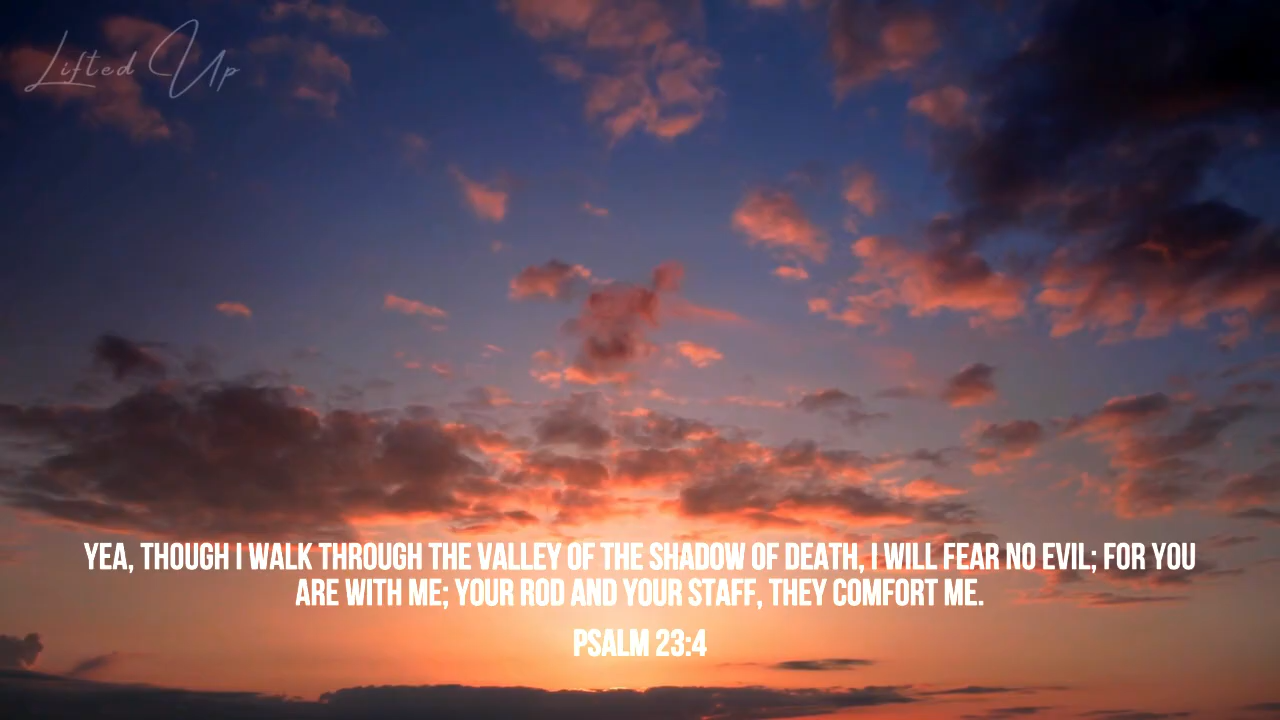 Lifted Up
YEA, THOUGH I WALK THROUGH THE VALLEY OF THE SHADOW OF DEATH, I WILL FEAR NO EVIL; FOR YOU
ARE WITH ME; YOUR ROD AND YOUR STAFF, THEY COMFORT ME.
PSALM 23:4